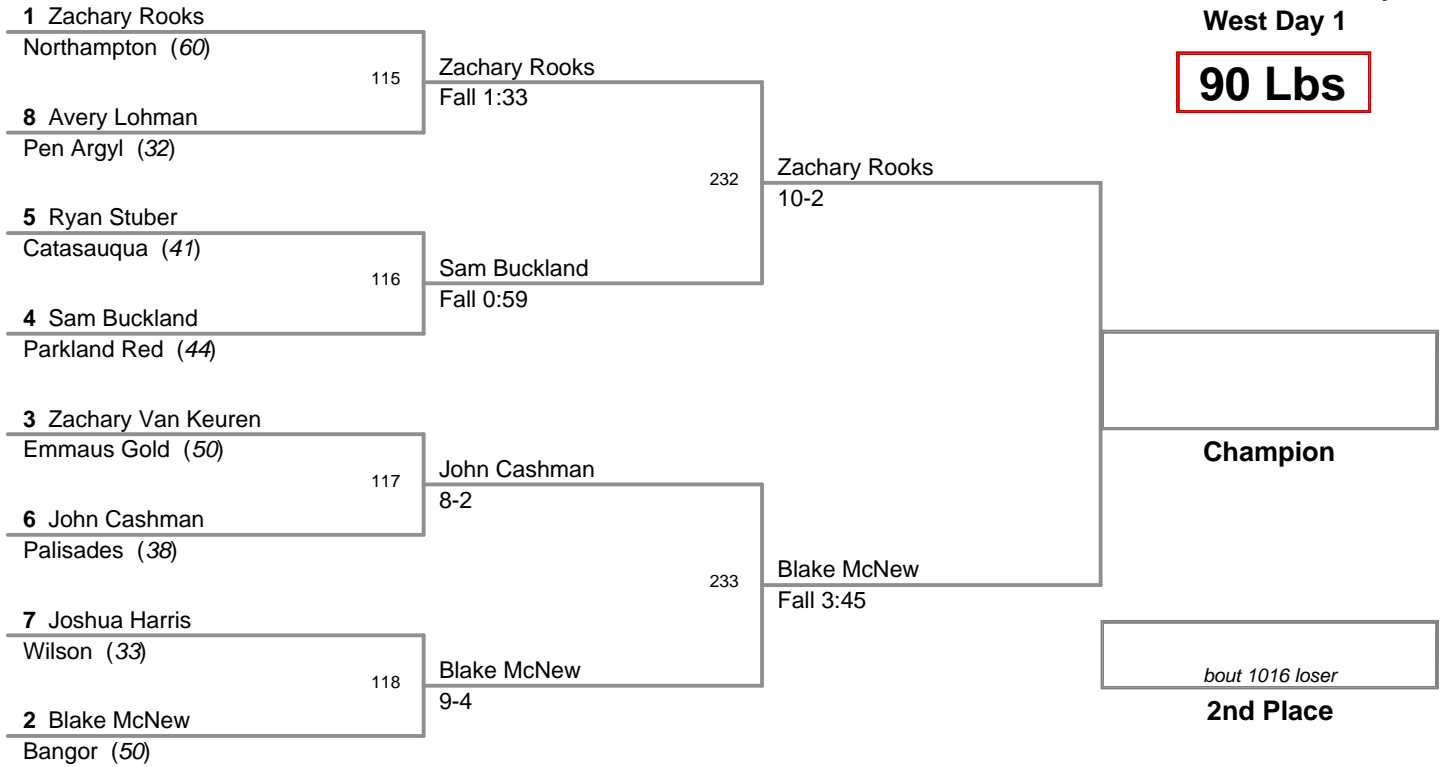 1 Zachary Rooks
Northampton (60)
115
8 Avery Lohman
Pen Argyl (32)
Zachary Rooks
Fall 1:33
5 Ryan Stuber
Catasauqua (41)
116
4 Sam Buckland
Parkland Red (44)
Sam Buckland
Fall 0:59
232
Zachary Rooks
10-2
3 Zachary Van Keuren
Emmaus Gold (50)
117
6 John Cashman
Palisades (38)
John Cashman
8-2
7 Joshua Harris
Wilson (33)
118
2 Blake McNew
Bangor (50)
Blake McNew
9-4
233
Blake McNew
Fall 3:45
West Day 1
90 Lbs
Champion
bout 1016 loser
2nd Place